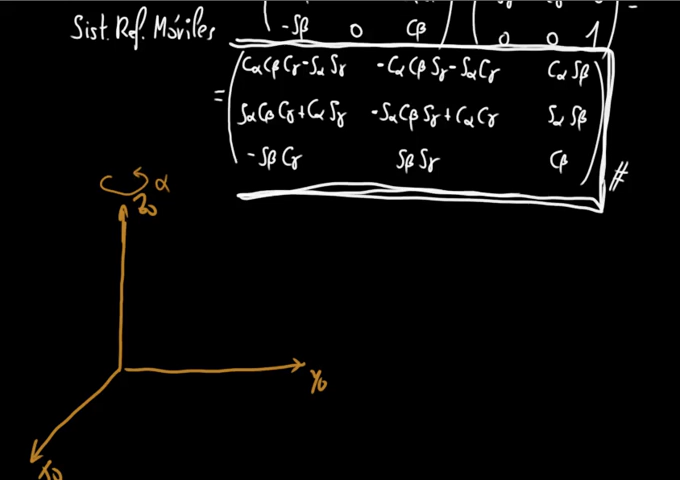 Sist. Ref. Móviles
-Sβ 0 Cβ
0 0 1
= CαCβCγ-SαSγ -CαCβSγ-SαCγ CαSβ
SαCβCγ+CαSγ -SαCβSγ+CαCγ SαSβ
-SβCγ SβSγ Cβ
#
α
Z0
Y0
X0